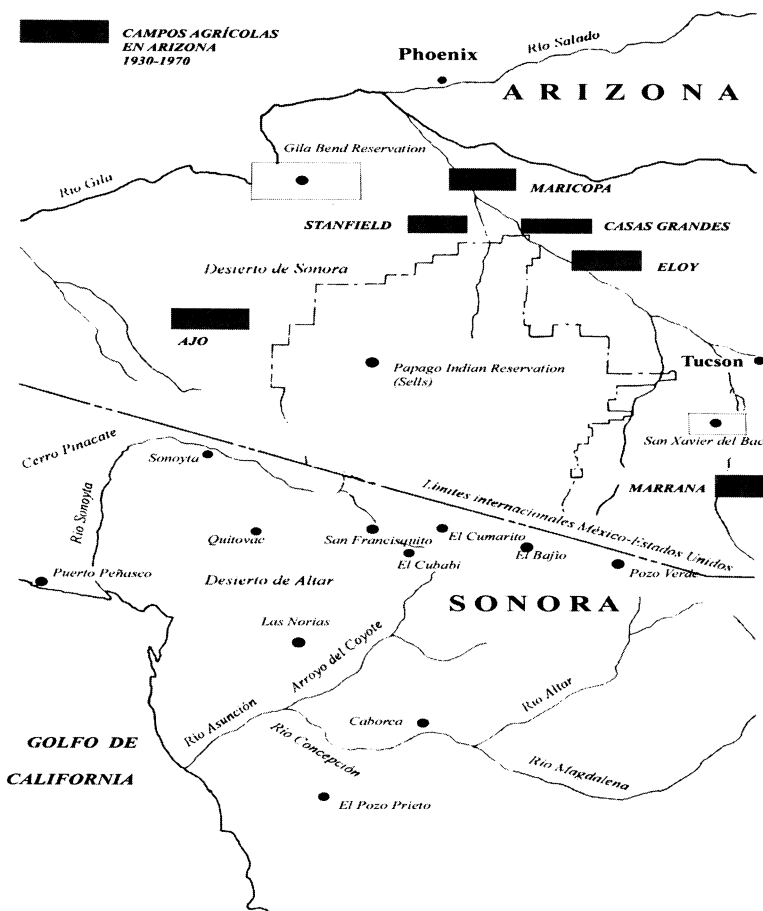 CAMPOS AGRÍCOLAS
EN ARIZONA
1930-1970
Phoenix
Río Salado
ARIZONA
Gila Bend Reservation
Río Gila
MARICOPA
STANFIELD
CASAS GRANDES
ELOY
Desierto de Sonora
AJO
Papago Indian Reservation
(Sells)
Tucson
San Xavier del Bac
MARRANA
Cerro Pinacate
Sonoyta
Río Sonoyta
Límites internacionales México-Estados Unidos
Quitovac
San Francisquito
El Cumarito
El Cubabi
El Bajío
Pozo Verde
Puerto Peñasco
Desierto de Altar
SONORA
Las Norias
Arroyo del Coyote
Río Asunción
Río Concepción
Caborca
Río Altar
Río Magdalena
GOLFO DE
CALIFORNIA
El Pozo Prieto